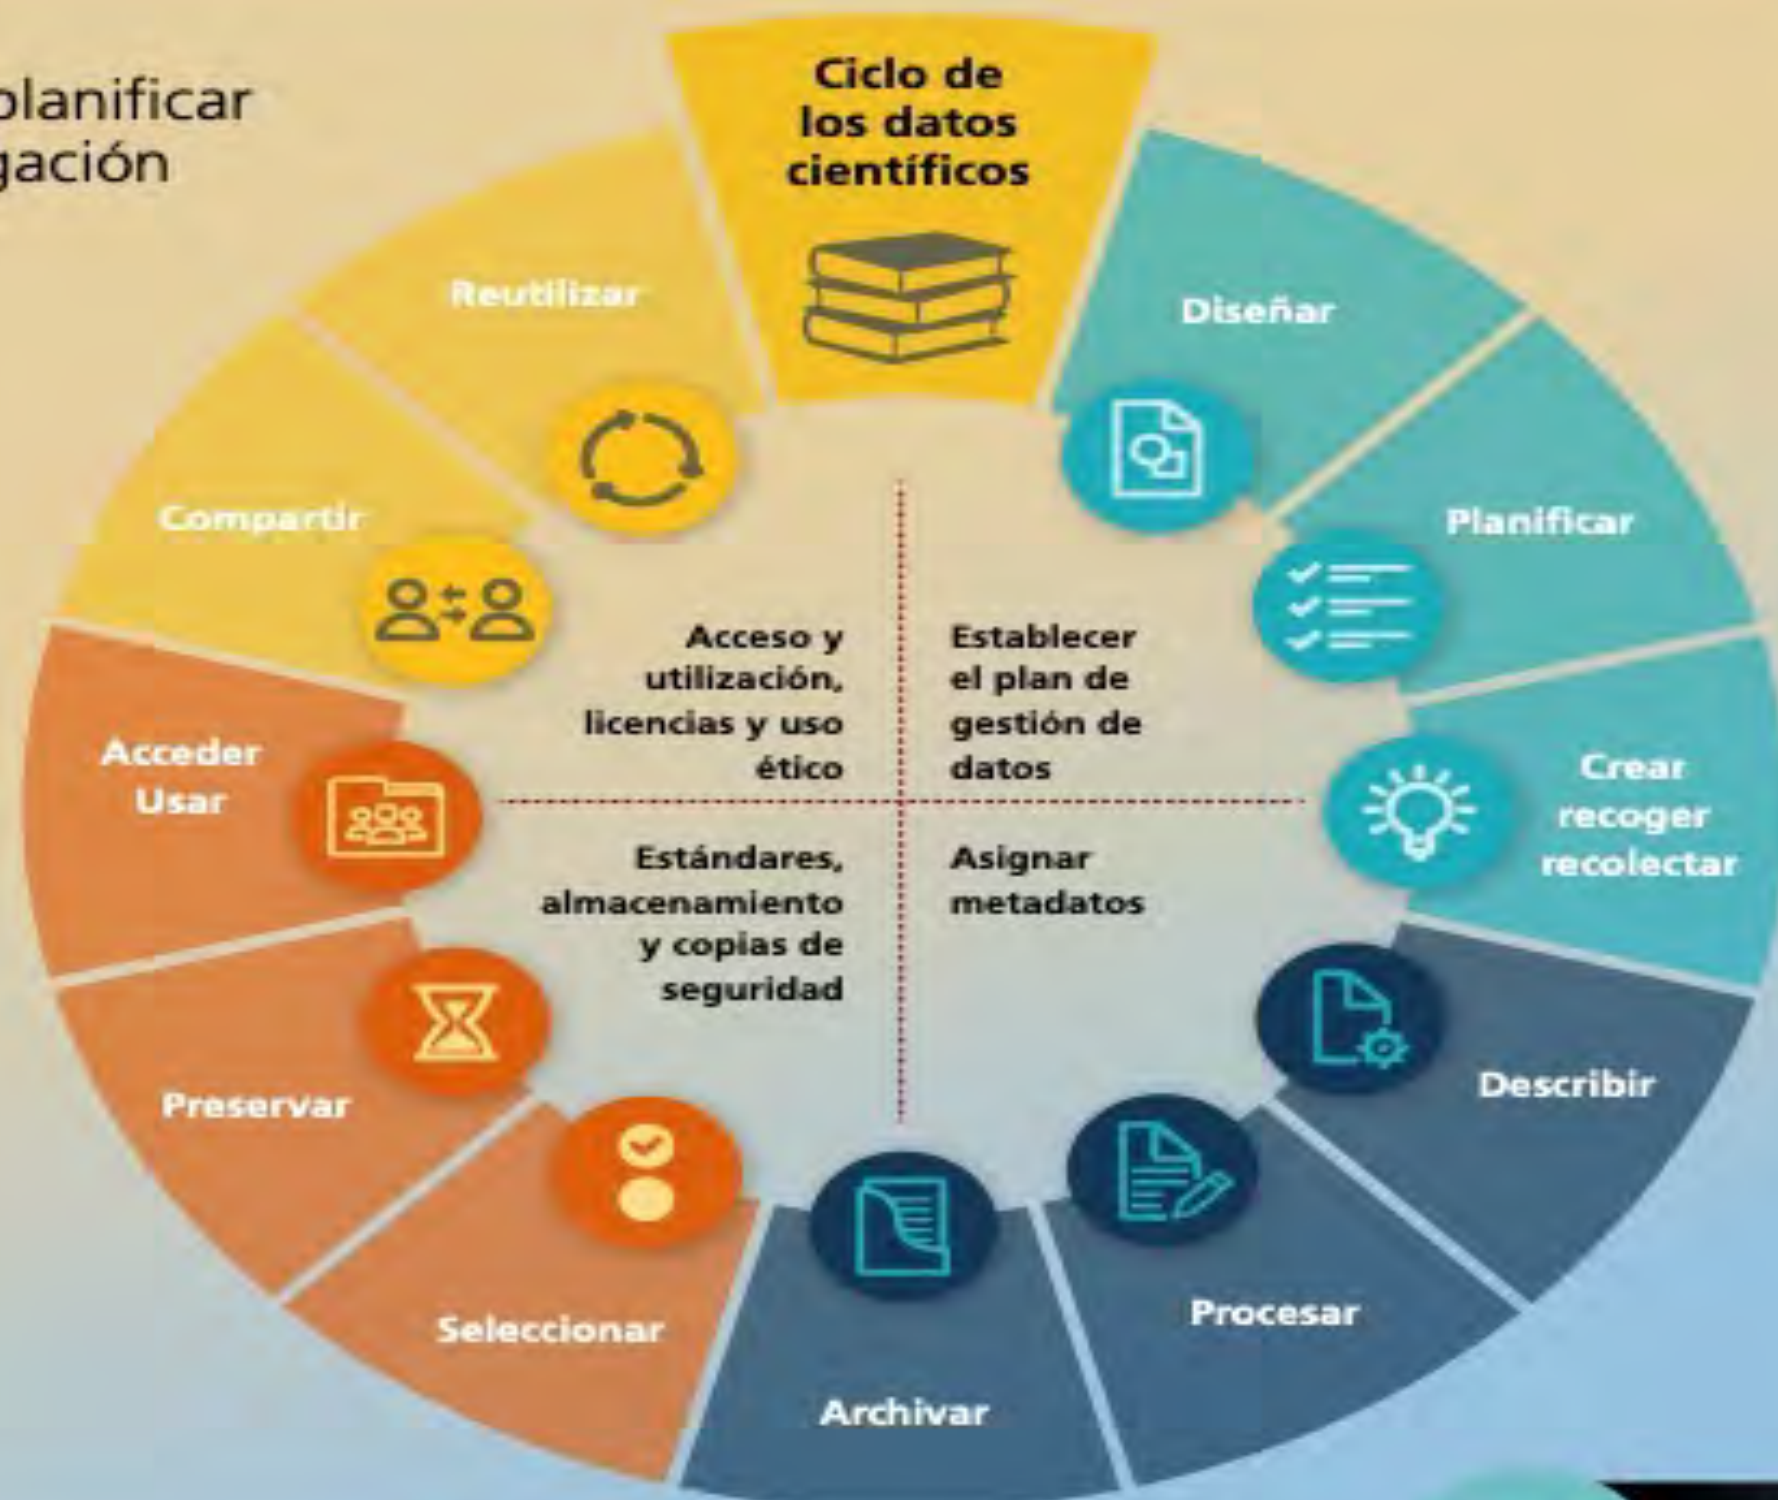 planificar
gación
Ciclo de
los datos
científicos
Diseñar
Planificar
Crear
recoger
recolectar
Describir
Procesar
Archivar
Seleccionar
Preservar
Acceder
Usar
Compartir
Reutilizar
Acceso y
utilización,
licencias y uso
ético
Establecer
el plan de
gestión de
datos
Estándares,
almacenamiento
y copias de
seguridad
Asignar
metadatos